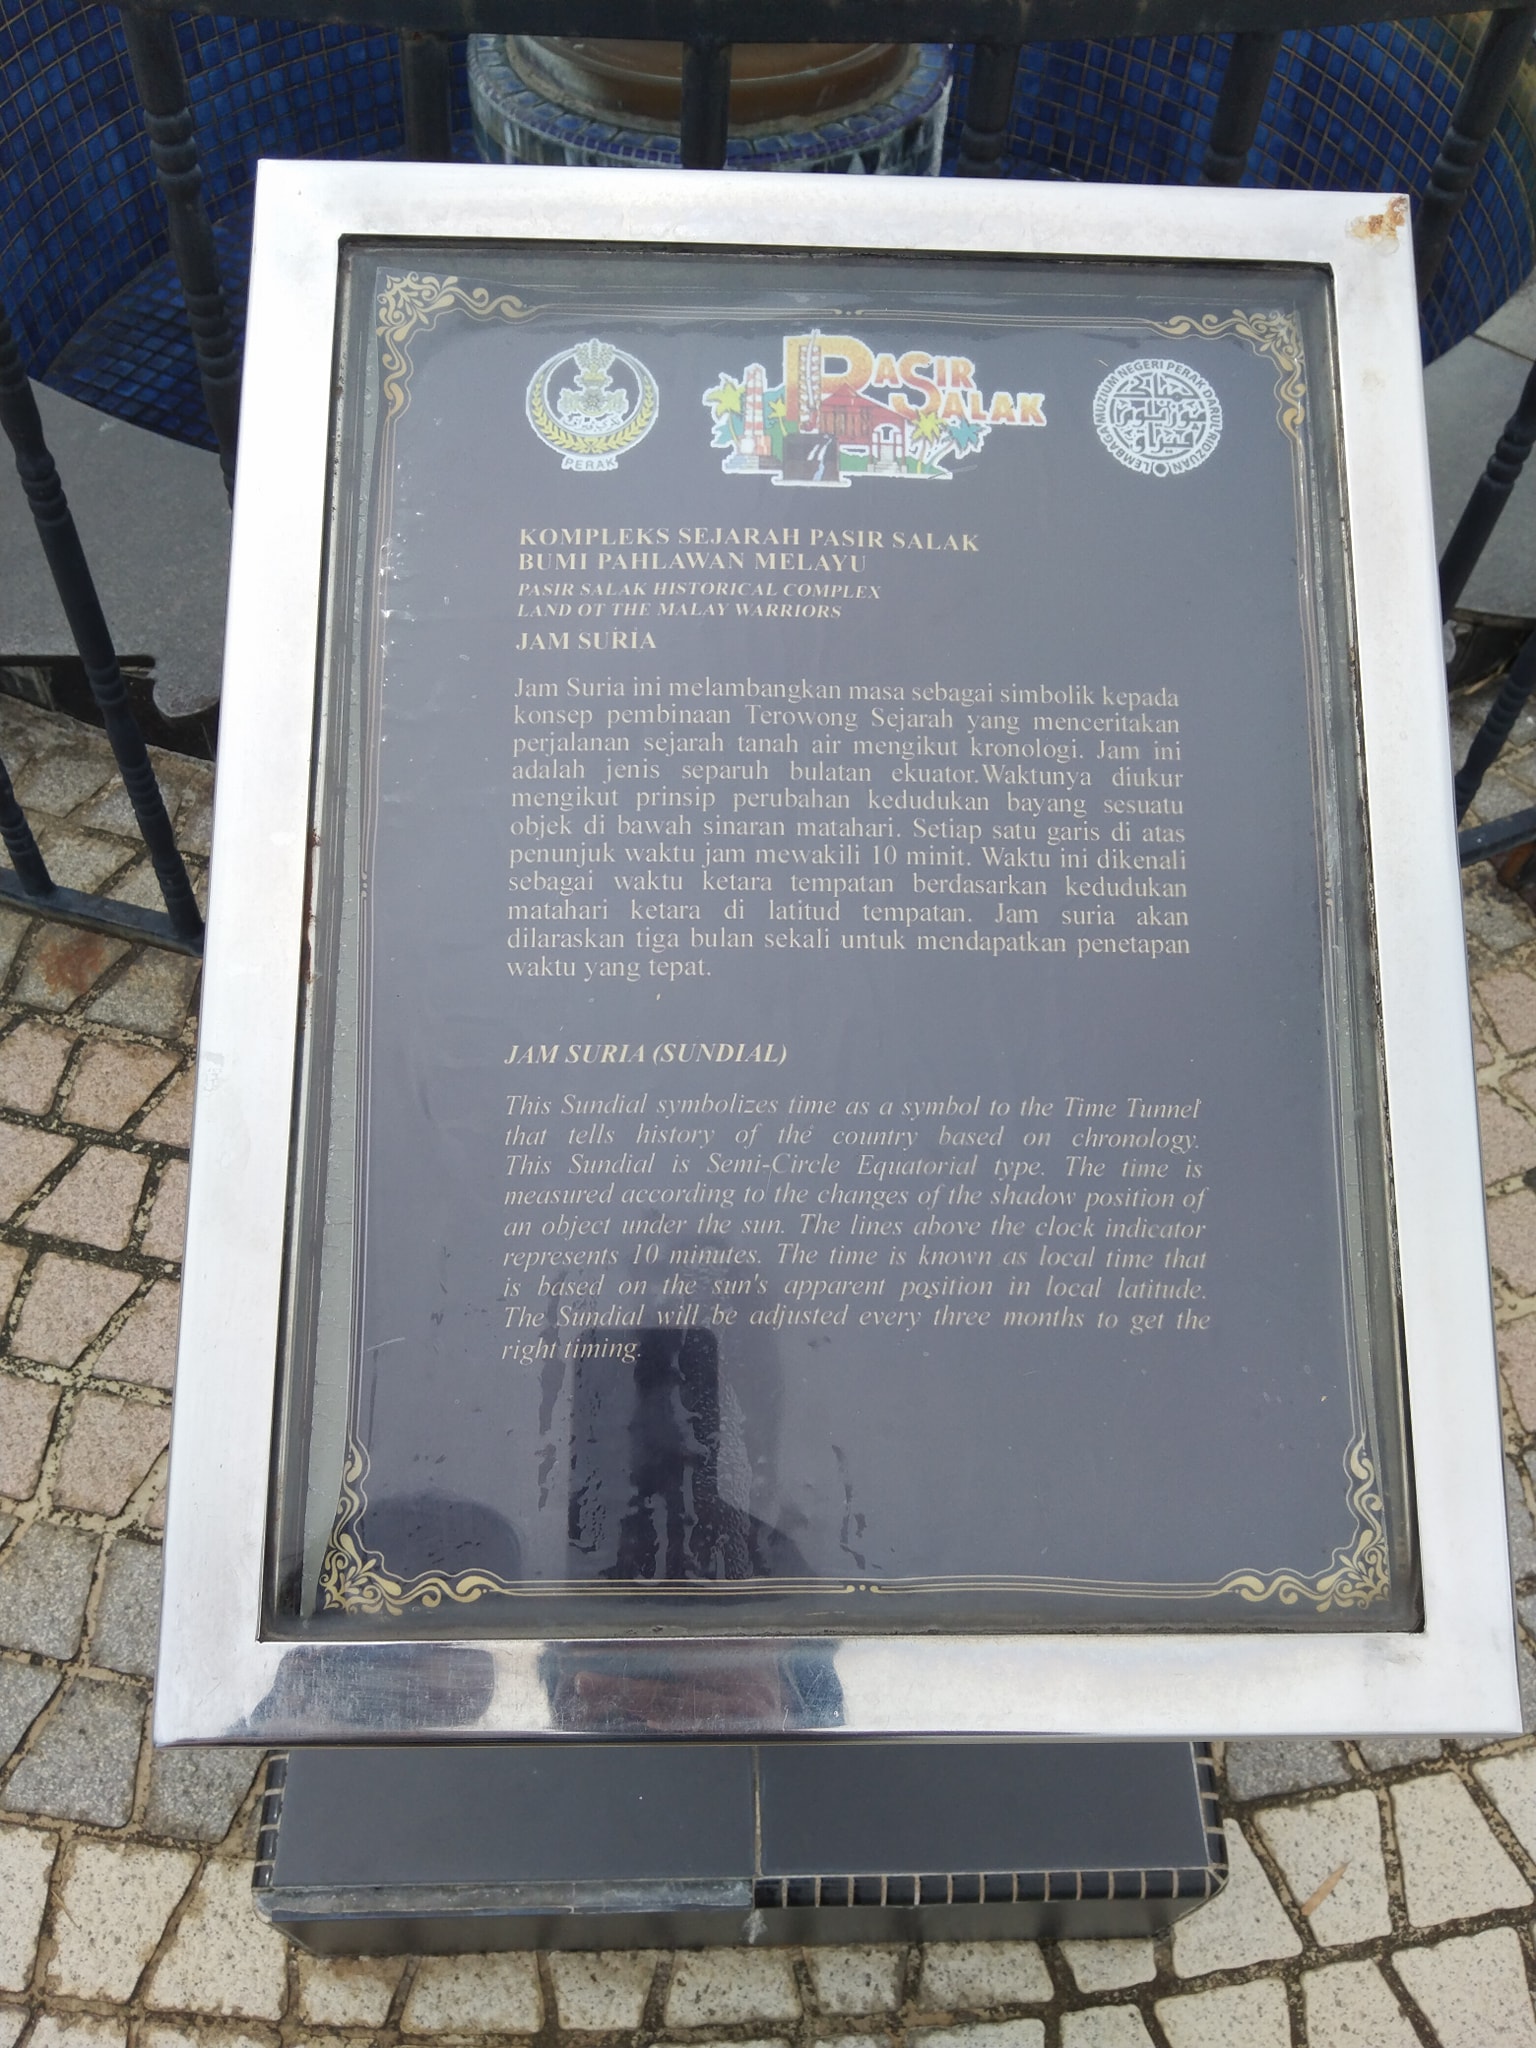 PERAK
PASIR
SALAK
LEMBAGA MUZIUM NEGERI PERAK DARUL RIDZUAN
KOMPLEKS SEJARAH PASIR SALAK
BUMI PAHLAWAN MELAYU
PASIR SALAK HISTORICAL COMPLEX
LAND OT THE MALAY WARRIORS
JAM SURIA
Jam Suria ini melambangkan masa sebagai simbolik kepada
konsep pembinaan Terowong Sejarah yang menceritakan
perjalanan sejarah tanah air mengikut kronologi. Jam ini
adalah jenis separuh bulatan ekuator.Waktunya diukur
mengikut prinsip perubahan kedudukan bayang sesuatu
objek di bawah sinaran matahari. Setiap satu garis di atas
penunjuk waktu jam mewakili 10 minit. Waktu ini dikenali
sebagai waktu ketara tempatan berdasarkan kedudukan
matahari ketara di latitud tempatan. Jam suria akan
dilaraskan tiga bulan sekali untuk mendapatkan penetapan
waktu yang tepat.
JAM SURIA (SUNDIAL)
This Sundial symbolizes time as a symbol to the Time Tunnel
that tells history of the country based on chronology.
This Sundial is Semi-Circle Equatorial type. The time is
measured according to the changes of the shadow position of
an object under the sun. The lines above the clock indicator
represents 10 minutes. The time is known as local time that
is based on the sun's apparent position in local latitude.
The Sundial will be adjusted every three months to get the
right timing.